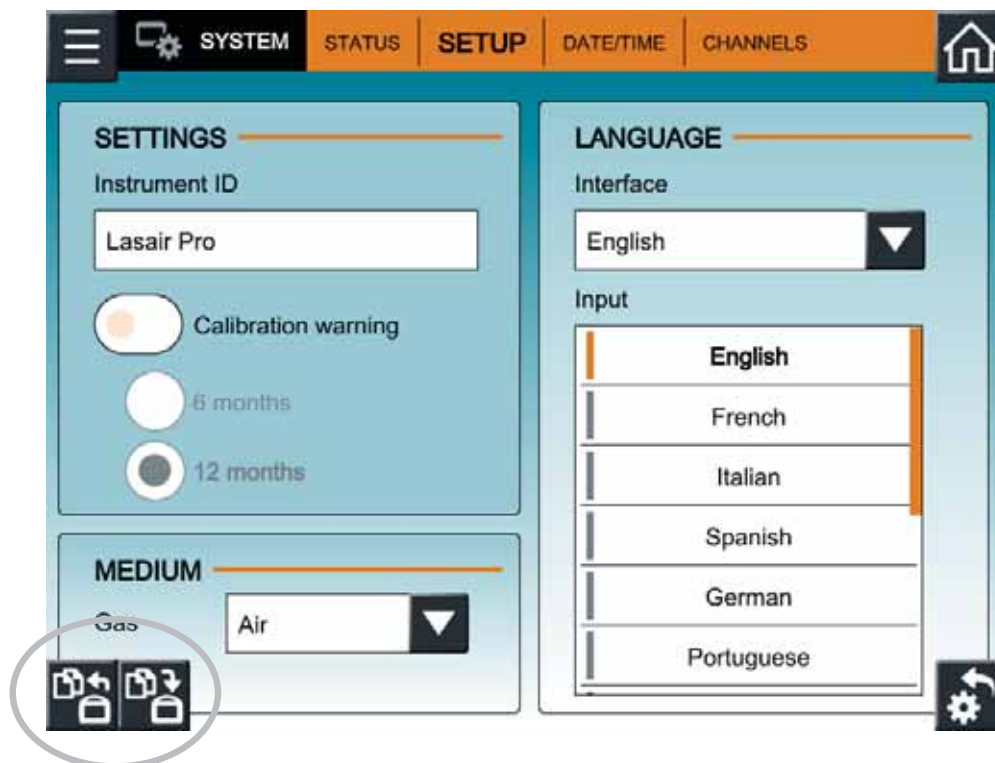 SYSTEM STATUS SETUP DATE/TIME CHANNELS
SETTINGS
Instrument ID
Lasair Pro
Calibration warning
6 months
12 months
MEDIUM
Gas Air
LANGUAGE
Interface
English
Input
English
French
Italian
Spanish
German
Portuguese